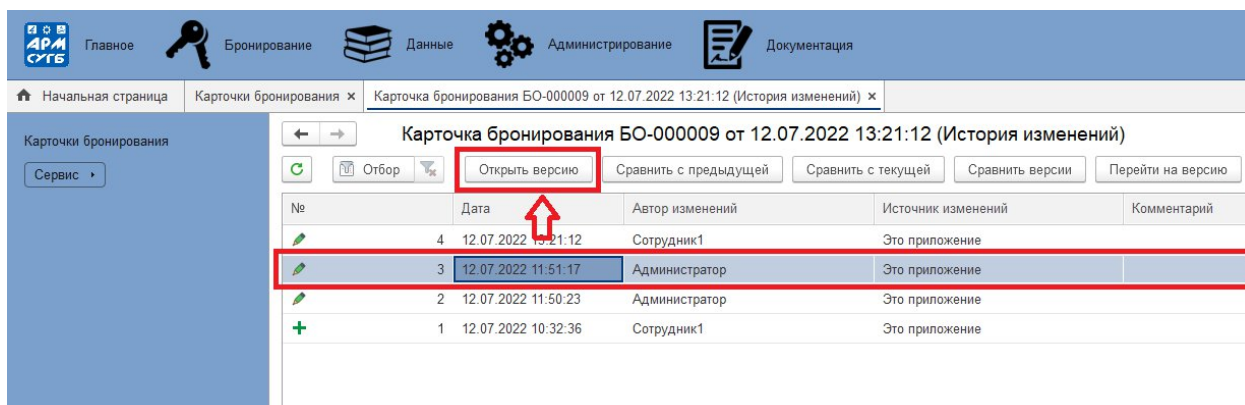 АРМ
СУГБ
Главное
Бронирование
Данные
Администрирование
Документация
Начальная страница
Карточки бронирования ×
Карточка бронирования БО-000009 от 12.07.2022 13:21:12 (История изменений) ×
Карточки бронирования
Сервис
Карточка бронирования БО-000009 от 12.07.2022 13:21:12 (История изменений)
Отбор
Открыть версию
Сравнить с предыдущей
Сравнить с текущей
Сравнить версии
Перейти на версию
№ Дата Автор изменений Источник изменений Комментарий
4 12.07.2022 13:21:12 Сотрудник1 Это приложение
3 12.07.2022 11:51:17 Администратор Это приложение
2 12.07.2022 11:50:23 Администратор Это приложение
1 12.07.2022 10:32:36 Сотрудник1 Это приложение